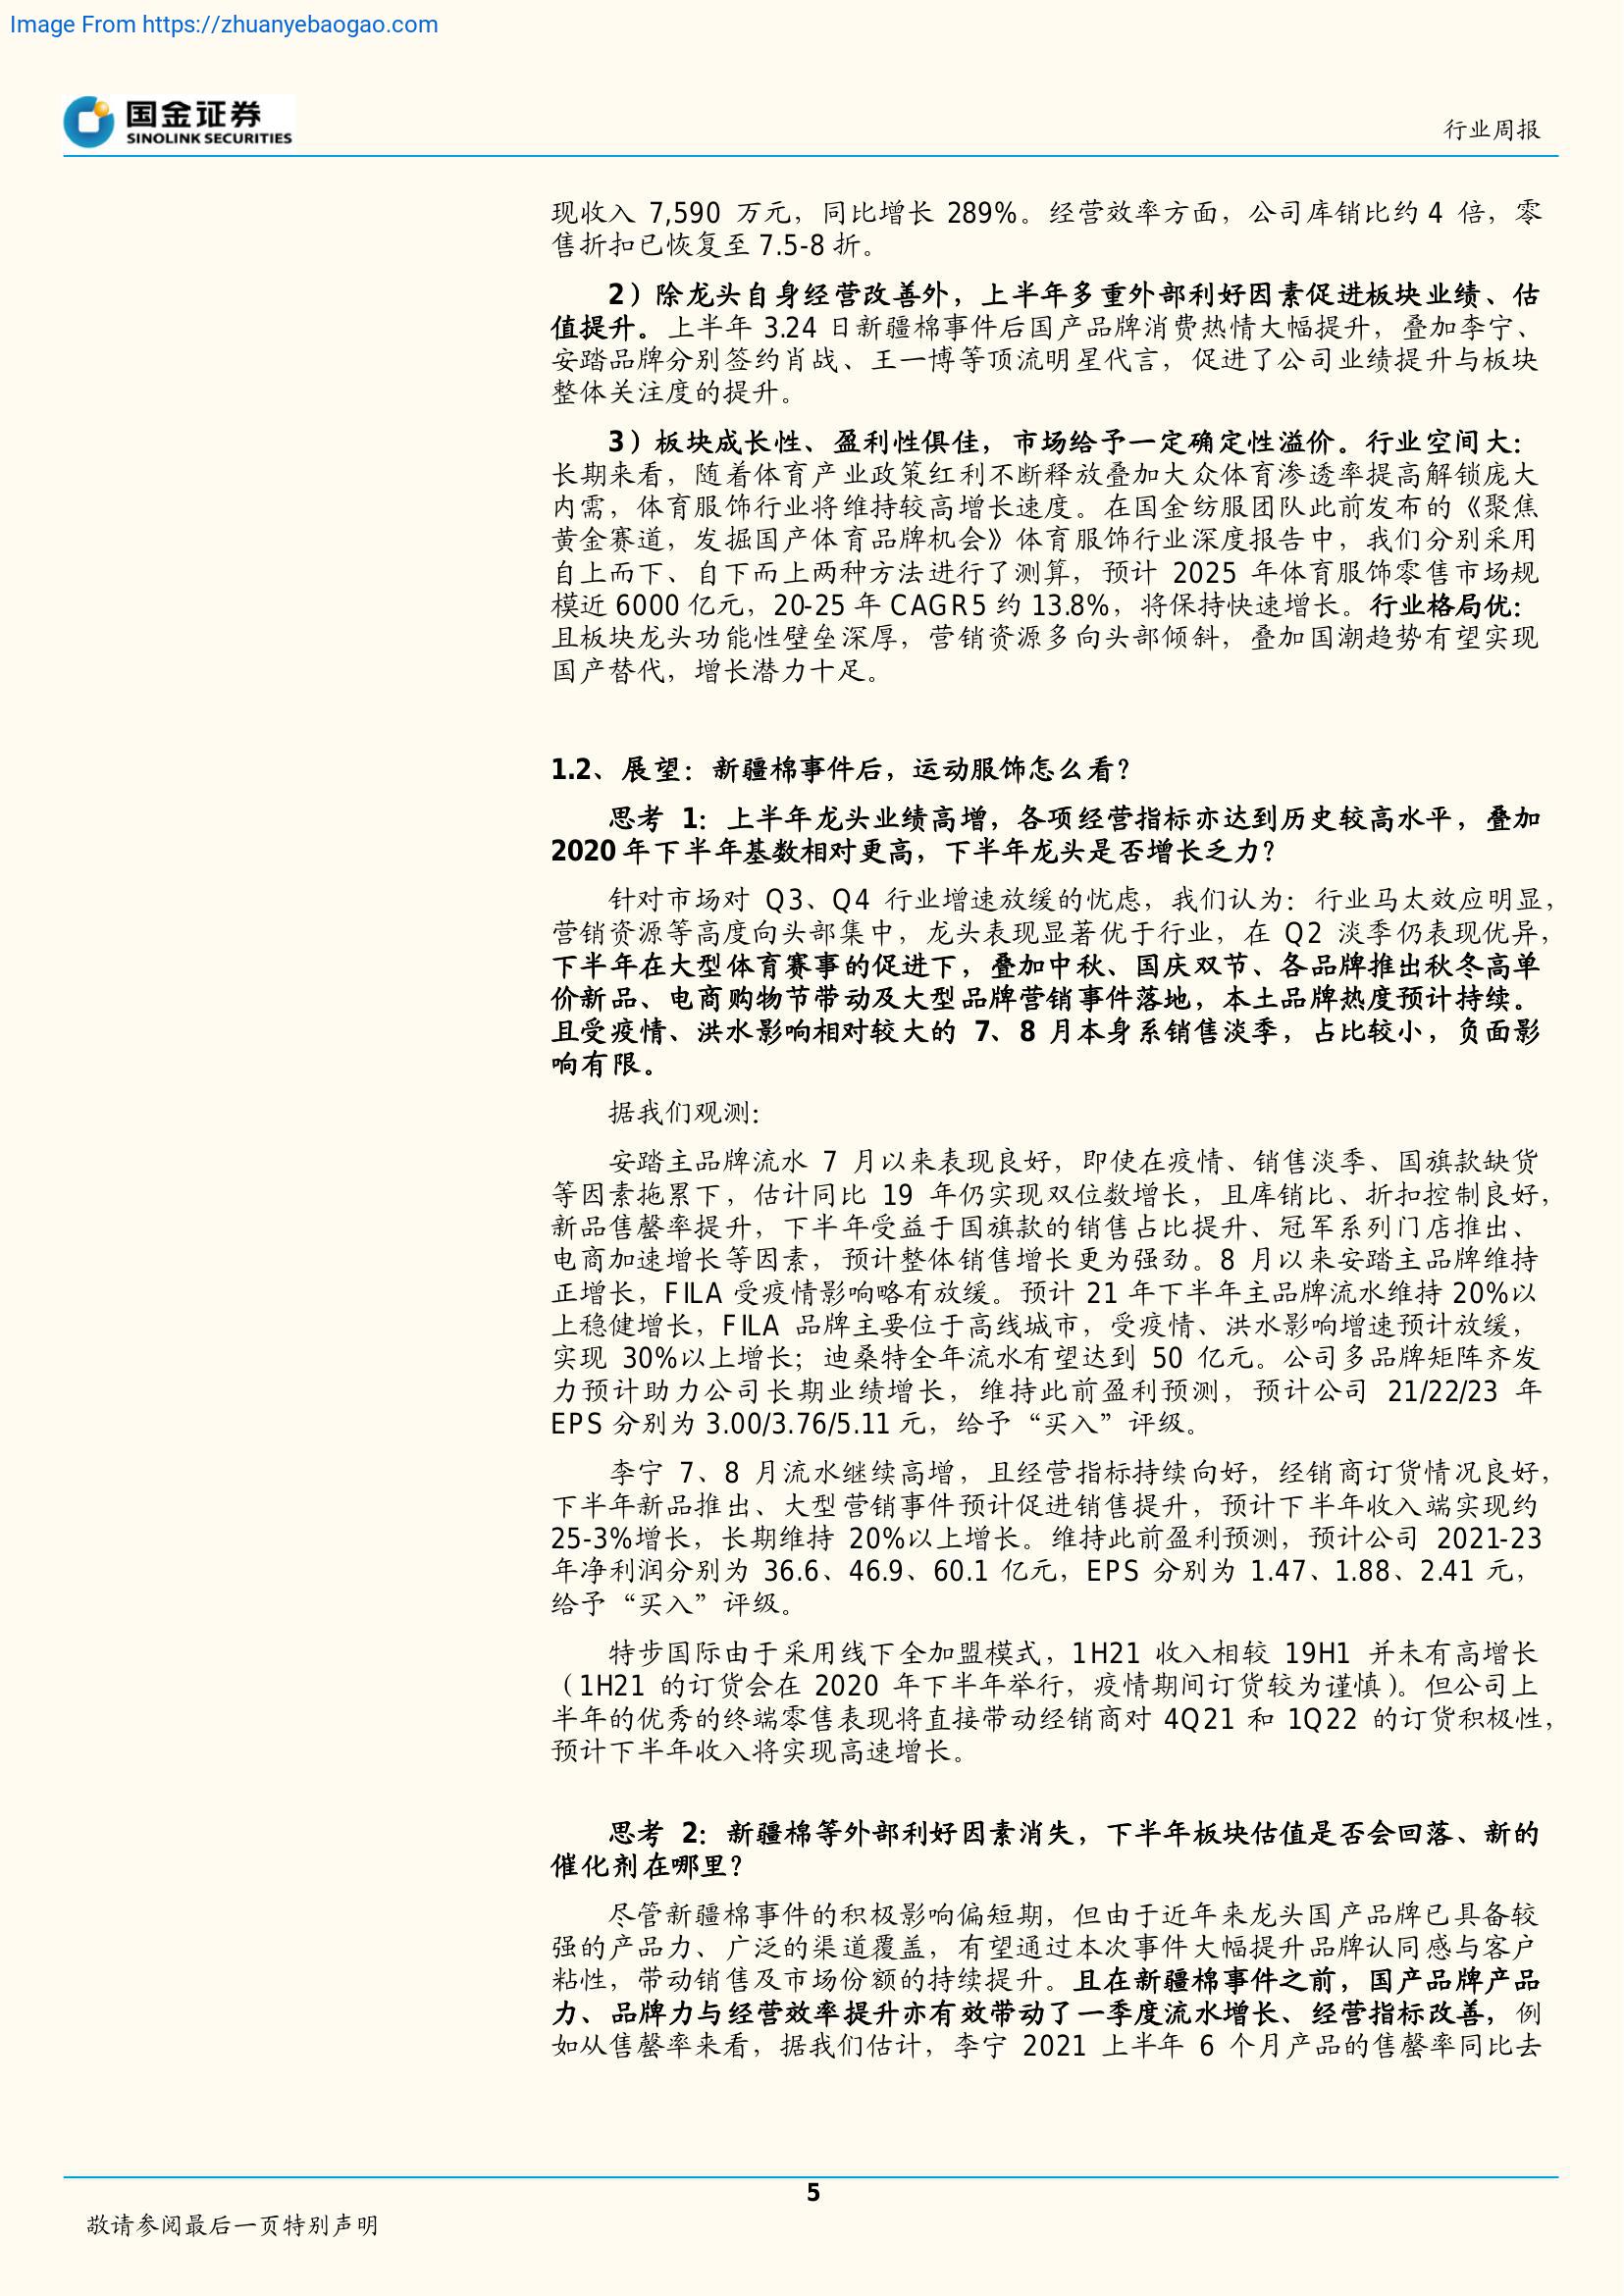 Image From https://zhuanyebaogao.com
国金证券
SINOLINK SECURITIES
行业周报
现收入 7,590 万元，同比增长 289%。经营效率方面，公司库销比约 4 倍，零
售折扣已恢复至 7.5-8 折。
2）除龙头自身经营改善外，上半年多重外部利好因素促进板块业绩、估
值提升。上半年 3.24 日新疆棉事件后国产品牌消费热情大幅提升，叠加李宁、
安踏品牌分别签约肖战、王一博等顶流明星代言，促进了公司业绩提升与板块
整体关注度的提升。
3）板块成长性、盈利性俱佳，市场给予一定确定性溢价。行业空间大：
长期来看，随着体育产业政策红利不断释放叠加大众体育渗透率提高解锁庞大
内需，体育服饰行业将维持较高增长速度。在国金纺服团队此前发布的《聚焦
黄金赛道，发掘国产体育品牌机会》体育服饰行业深度报告中，我们分别采用
自上而下、自下而上两种方法进行了测算，预计 2025 年体育服饰零售市场规
模近 6000 亿元，20-25 年 CAGR5 约 13.8%，将保持快速增长。行业格局优：
且板块龙头功能性壁垒深厚，营销资源多向头部倾斜，叠加国潮趋势有望实现
国产替代，增长潜力十足。
1.2、展望：新疆棉事件后，运动服饰怎么看？
思考 1：上半年龙头业绩高增，各项经营指标亦达到历史较高水平，叠加
2020 年下半年基数相对更高，下半年龙头是否增长乏力？
针对市场对 Q3、Q4 行业增速放缓的忧虑，我们认为：行业马太效应明显，
营销资源等高度向头部集中，龙头表现显著优于行业，在 Q2 淡季仍表现优异，
下半年在大型体育赛事的促进下，叠加中秋、国庆双节、各品牌推出秋冬高单
价新品、电商购物节带动及大型品牌营销事件落地，本土品牌热度预计持续。
且受疫情、洪水影响相对较大的 7、8 月本身系销售淡季，占比较小，负面影
响有限。
据我们观测：
安踏主品牌流水 7 月以来表现良好，即使在疫情、销售淡季、国旗款缺货
等因素拖累下，估计同比 19 年仍实现双位数增长，且库销比、折扣控制良好，
新品售罄率提升，下半年受益于国旗款的销售占比提升、冠军系列门店推出、
电商加速增长等因素，预计整体销售增长更为强劲。8 月以来安踏主品牌维持
正增长，FILA 受疫情影响略有放缓。预计 21 年下半年主品牌流水维持 20%以
上稳健增长，FILA 品牌主要位于高线城市，受疫情、洪水影响增速预计放缓，
实现 30%以上增长；迪桑特全年流水有望达到 50 亿元。公司多品牌矩阵齐发
力预计助力公司长期业绩增长，维持此前盈利预测，预计公司 21/22/23 年
EPS 分别为 3.00/3.76/5.11 元，给予“买入”评级。
李宁 7、8 月流水继续高增，且经营指标持续向好，经销商订货情况良好，
下半年新品推出、大型营销事件预计促进销售提升，预计下半年收入端实现约
25-3%增长，长期维持 20%以上增长。维持此前盈利预测，预计公司 2021-23
年净利润分别为 36.6、46.9、60.1 亿元，EPS 分别为 1.47、1.88、2.41 元，
给予“买入”评级。
特步国际由于采用线下全加盟模式，1H21 收入相较 19H1 并未有高增长
（1H21 的订货会在 2020 年下半年举行，疫情期间订货较为谨慎）。但公司上
半年的优秀的终端零售表现将直接带动经销商对 4Q21 和 1Q22 的订货积极性，
预计下半年收入将实现高速增长。
思考 2：新疆棉等外部利好因素消失，下半年板块估值是否会回落、新的
催化剂在哪里？
尽管新疆棉事件的积极影响偏短期，但由于近年来龙头国产品牌已具备较
强的产品力、广泛的渠道覆盖，有望通过本次事件大幅提升品牌认同感与客户
粘性，带动销售及市场份额的持续提升。且在新疆棉事件之前，国产品牌产品
力、品牌力与经营效率提升亦有效带动了一季度流水增长、经营指标改善，例
如从售罄率来看，据我们估计，李宁 2021 上半年 6 个月产品的售罄率同比去
5
敬请参阅最后一页特别声明